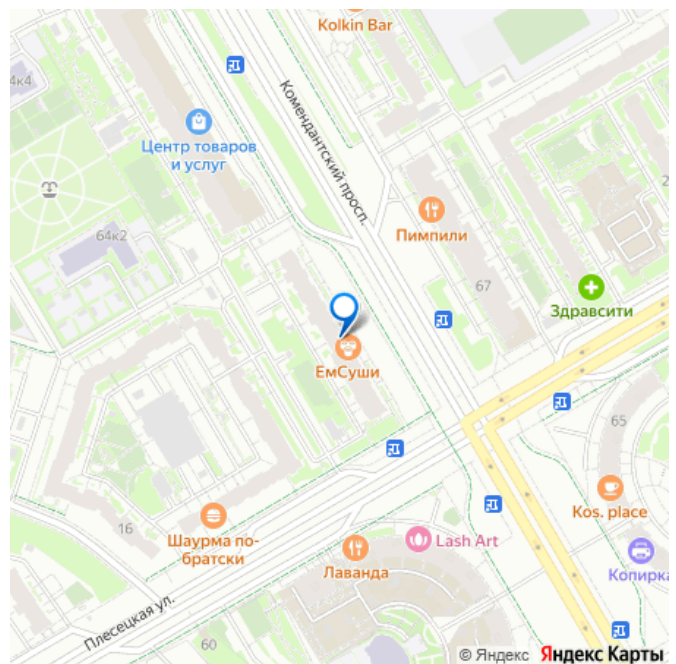 Kolkin Bar
64к4
Комендантский просп.
Центр товаров
и услуг
64к2
Пимпили
67
Здравсити
ЕмСуши
65
Kos. place
16
Шаурма по-
братски
Lash Art
Лаванда
Копирка
Плесецкая ул.
60
© Яндекс Яндекс Карты